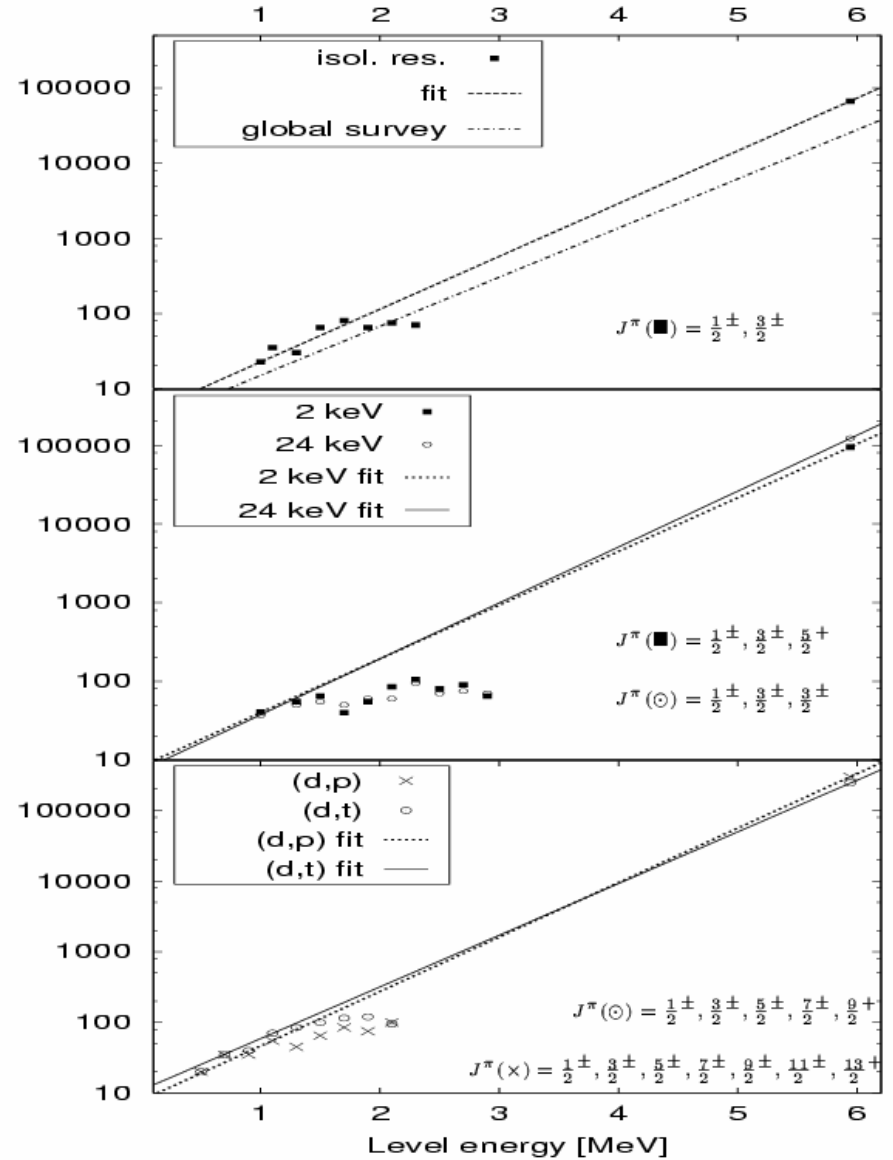 1 2 3 4 5 6
isol. res.
fit
global survey
100000
10000
1000
100
10
J^π(■) = 1/2^±, 3/2^±
2 keV
24 keV
2 keV fit
24 keV fit
100000
10000
1000
100
10
J^π(■) = 1/2^±, 3/2^±, 5/2^+
J^π(⊙) = 1/2^±, 3/2^±, 3/2^±
(d,p)
(d,t)
(d,p) fit
(d,t) fit
100000
10000
1000
100
10
J^π(⊙) = 1/2^±, 3/2^±, 5/2^±, 7/2^±, 9/2^+
J^π(×) = 1/2^±, 3/2^±, 5/2^±, 7/2^±, 9/2^±, 11/2^±, 13/2^+
1 2 3 4 5 6
Level energy [MeV]